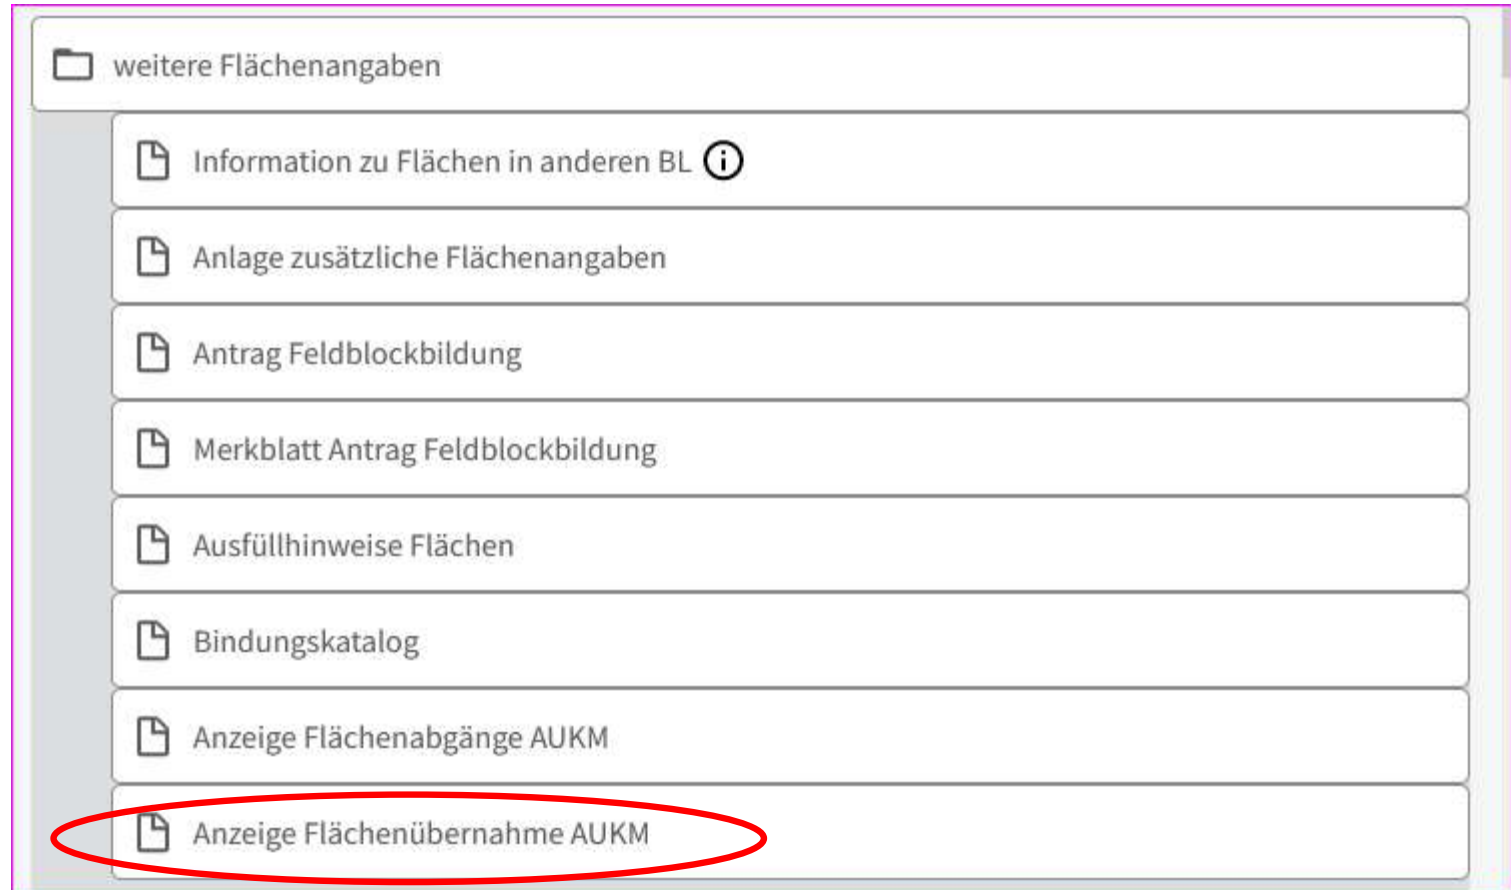 weitere Flächenangaben
Information zu Flächen in anderen BL
Anlage zusätzliche Flächenangaben
Antrag Feldblockbildung
Merkblatt Antrag Feldblockbildung
Ausfüllhinweise Flächen
Bindungskatalog
Anzeige Flächenabgänge AUKM
Anzeige Flächenübernahme AUKM